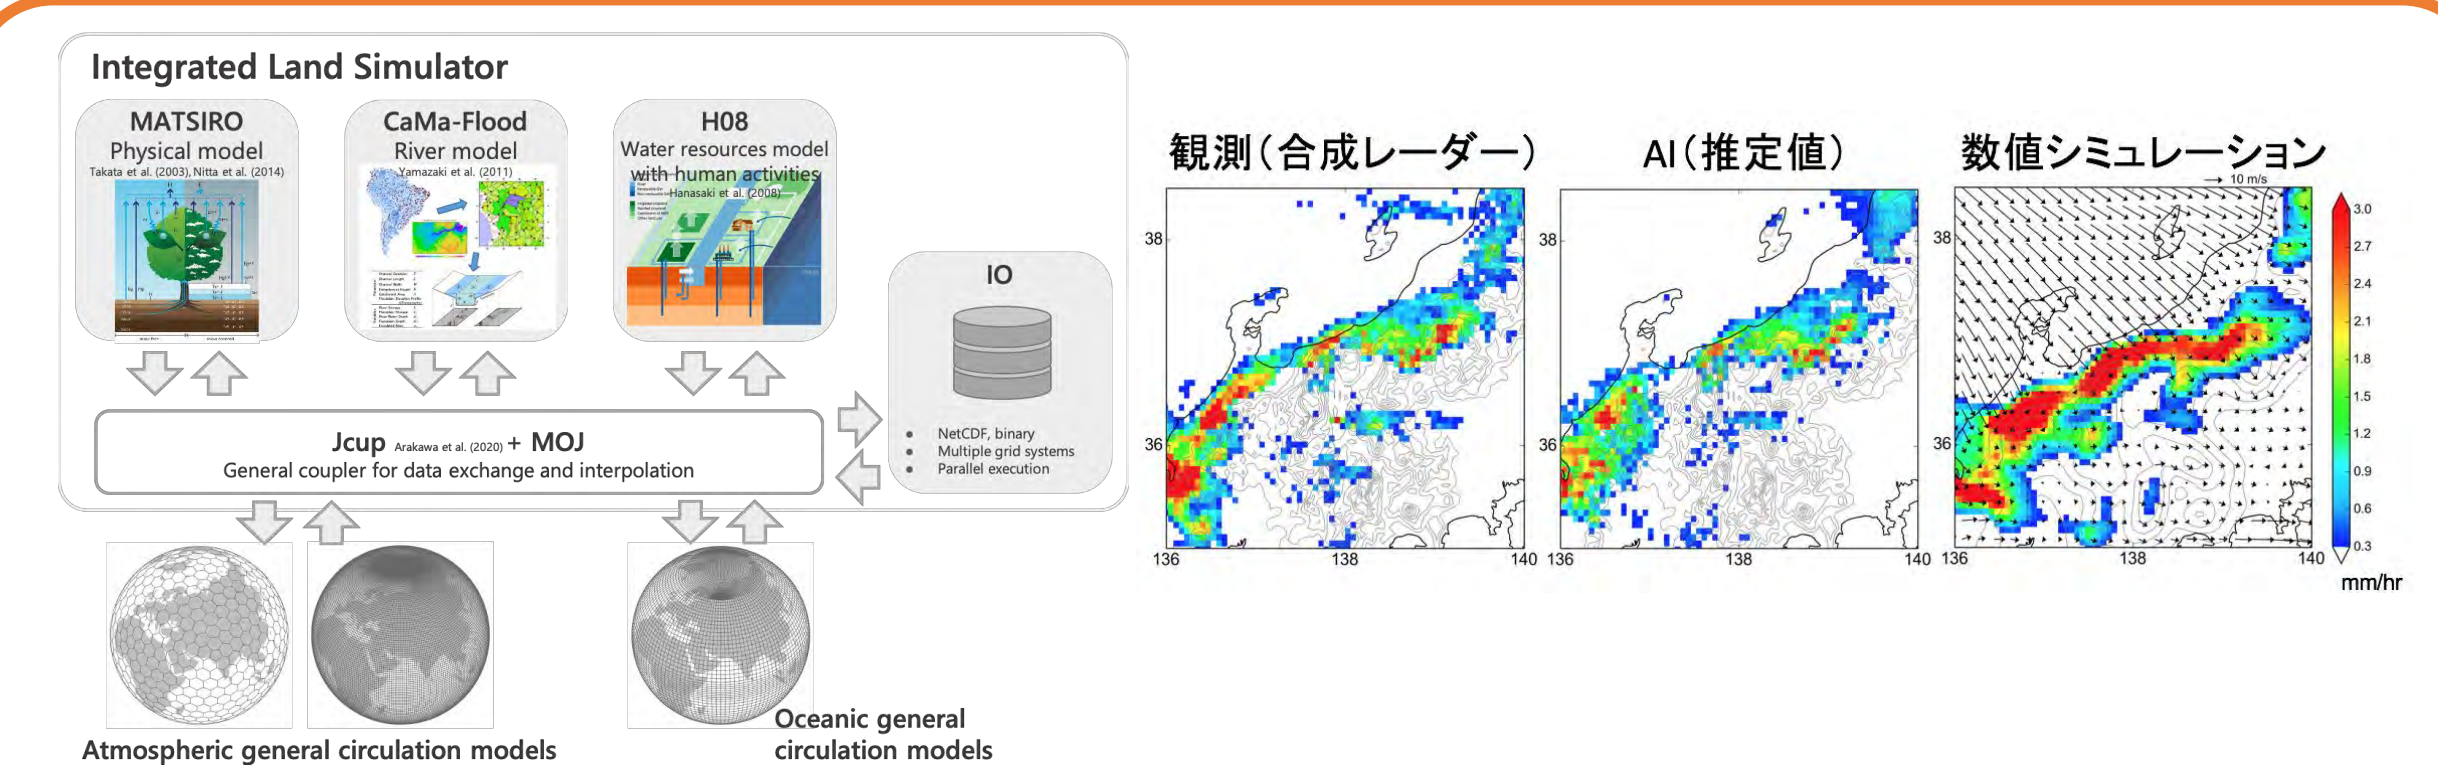 Integrated Land Simulator
MATSIRO
Physical model
Takata et al. (2003), Nitta et al. (2014)
CaMa-Flood
River model
Yamazaki et al. (2011)
H08
Water resources model
with human activities
Hanasaki et al. (2008)
IO
• NetCDF, binary
• Multiple grid systems
• Parallel execution
Jcup Arakawa et al. (2020) + MOJ
General coupler for data exchange and interpolation
Atmospheric general circulation models
Oceanic general
circulation models
観測（合成レーダー）
38
36
136 138 140
AI（推定値）
38
36
136 138 140
数値シミュレーション
10 m/s
38
36
136 138 140
3.0
2.7
2.4
2.1
1.8
1.5
1.2
0.9
0.6
0.3
mm/hr